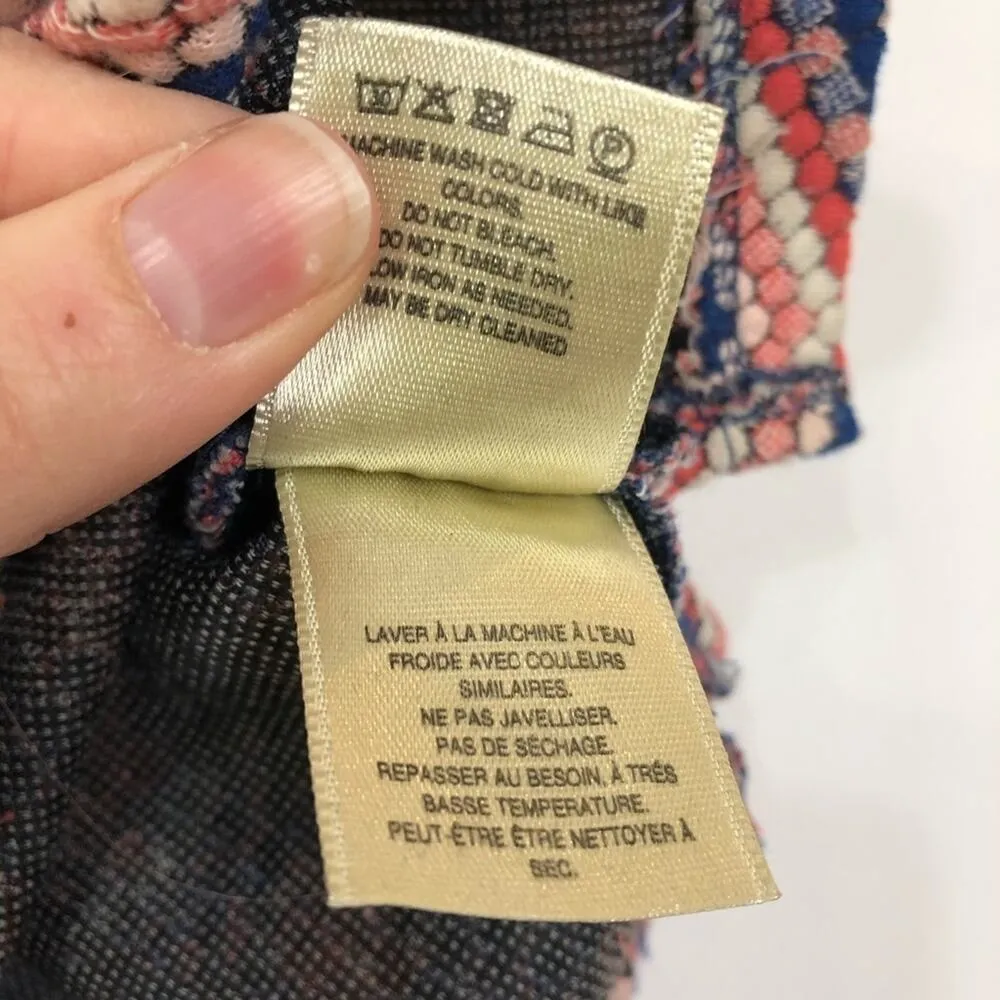 30
P
MACHINE WASH COLD WITH LIKE
COLORS.
DO NOT BLEACH.
DO NOT TUMBLE DRY.
LOW IRON AS NEEDED.
MAY BE DRY CLEANED
LAVER À LA MACHINE À L'EAU
FROIDE AVEC COULEURS
SIMILAIRES.
NE PAS JAVELLISER.
PAS DE SÉCHAGE.
REPASSER AU BESOIN, À TRÉS
BASSE TEMPERATURE.
PEUT-ÊTRE ÊTRE NETTOYER À
SEC.